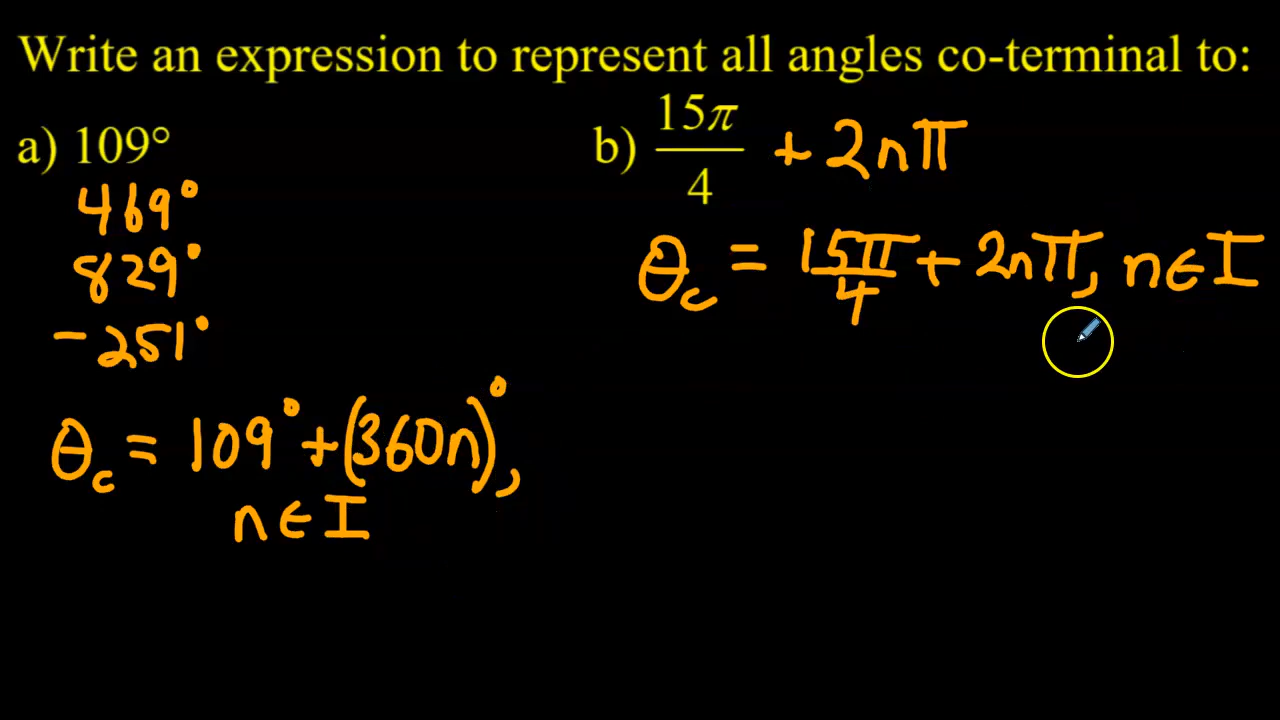 Write an expression to represent all angles co-terminal to:
a) 109°
469°
829°
-251°
θc = 109° + (360n)°,
n ∈ I
b) 15π/4 + 2nπ
θc = 15π/4 + 2nπ, n ∈ I